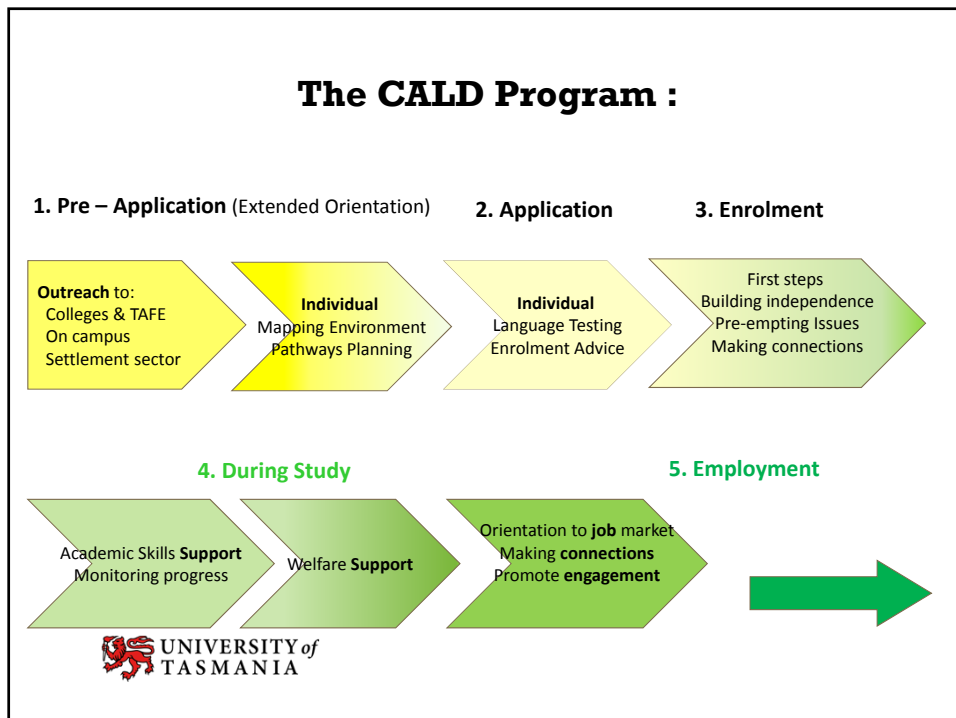 The CALD Program :
1. Pre – Application (Extended Orientation)
2. Application
3. Enrolment
Outreach to:
Colleges & TAFE
On campus
Settlement sector
Individual
Mapping Environment
Pathways Planning
Individual
Language Testing
Enrolment Advice
First steps
Building independence
Pre-empting Issues
Making connections
4. During Study
5. Employment
Academic Skills Support
Monitoring progress
Welfare Support
Orientation to job market
Making connections
Promote engagement
UNIVERSITY of
TASMANIA